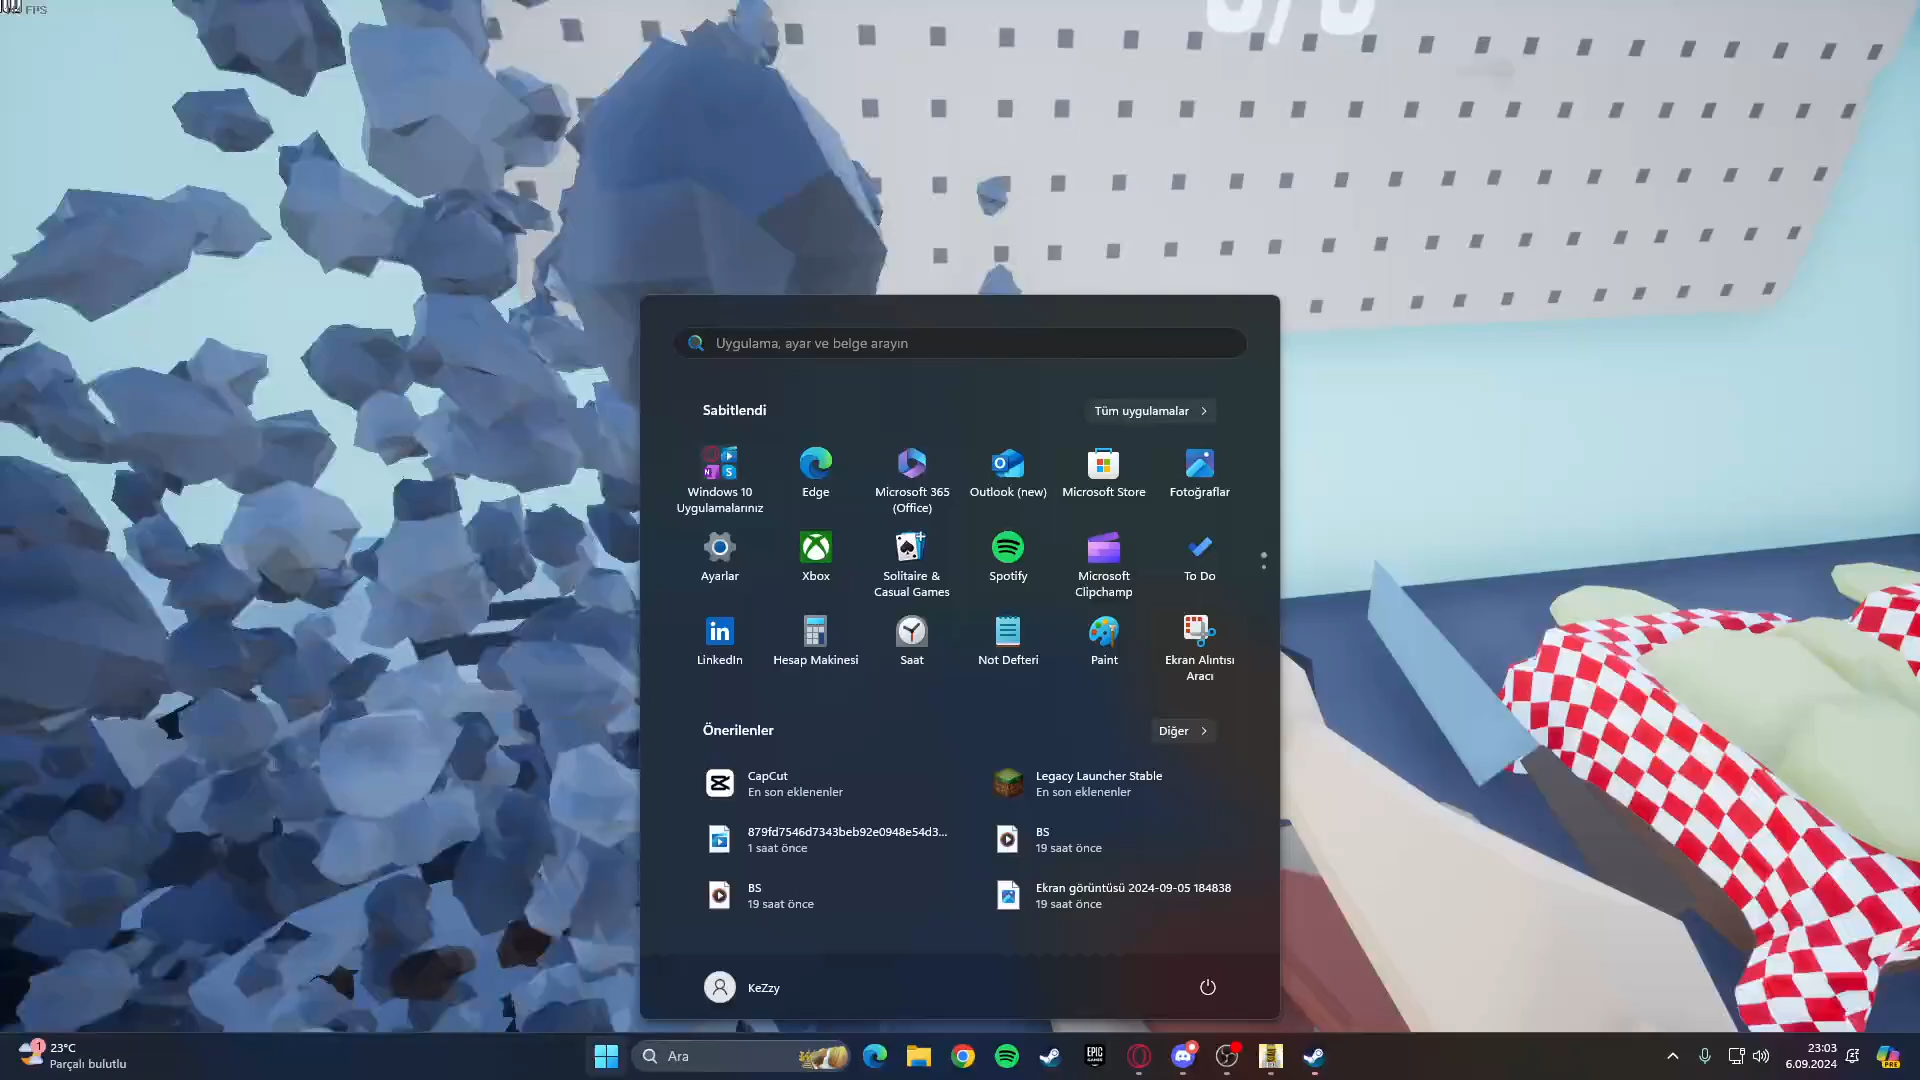 FPS
Uygulama, ayar ve belge arayın
Sabitlendi
Tüm uygulamalar
Windows 10 Uygulamalarınız
Edge
Microsoft 365 (Office)
Outlook (new)
Microsoft Store
Fotoğraflar
Ayarlar
Xbox
Solitaire & Casual Games
Spotify
Microsoft Clipchamp
To Do
LinkedIn
Hesap Makinesi
Saat
Not Defteri
Paint
Ekran Alıntısı Aracı
Önerilenler
Diğer
CapCut
En son eklenenler
Legacy Launcher Stable
En son eklenenler
879fd7546d7343beb92e0948e54d3...
1 saat önce
BS
19 saat önce
BS
19 saat önce
Ekran görüntüsü 2024-09-05 184838
19 saat önce
KeZzy
1
23°C
Parçalı bulutlu
Ara
EPIC GAMES
23:03
6.09.2024
PRE